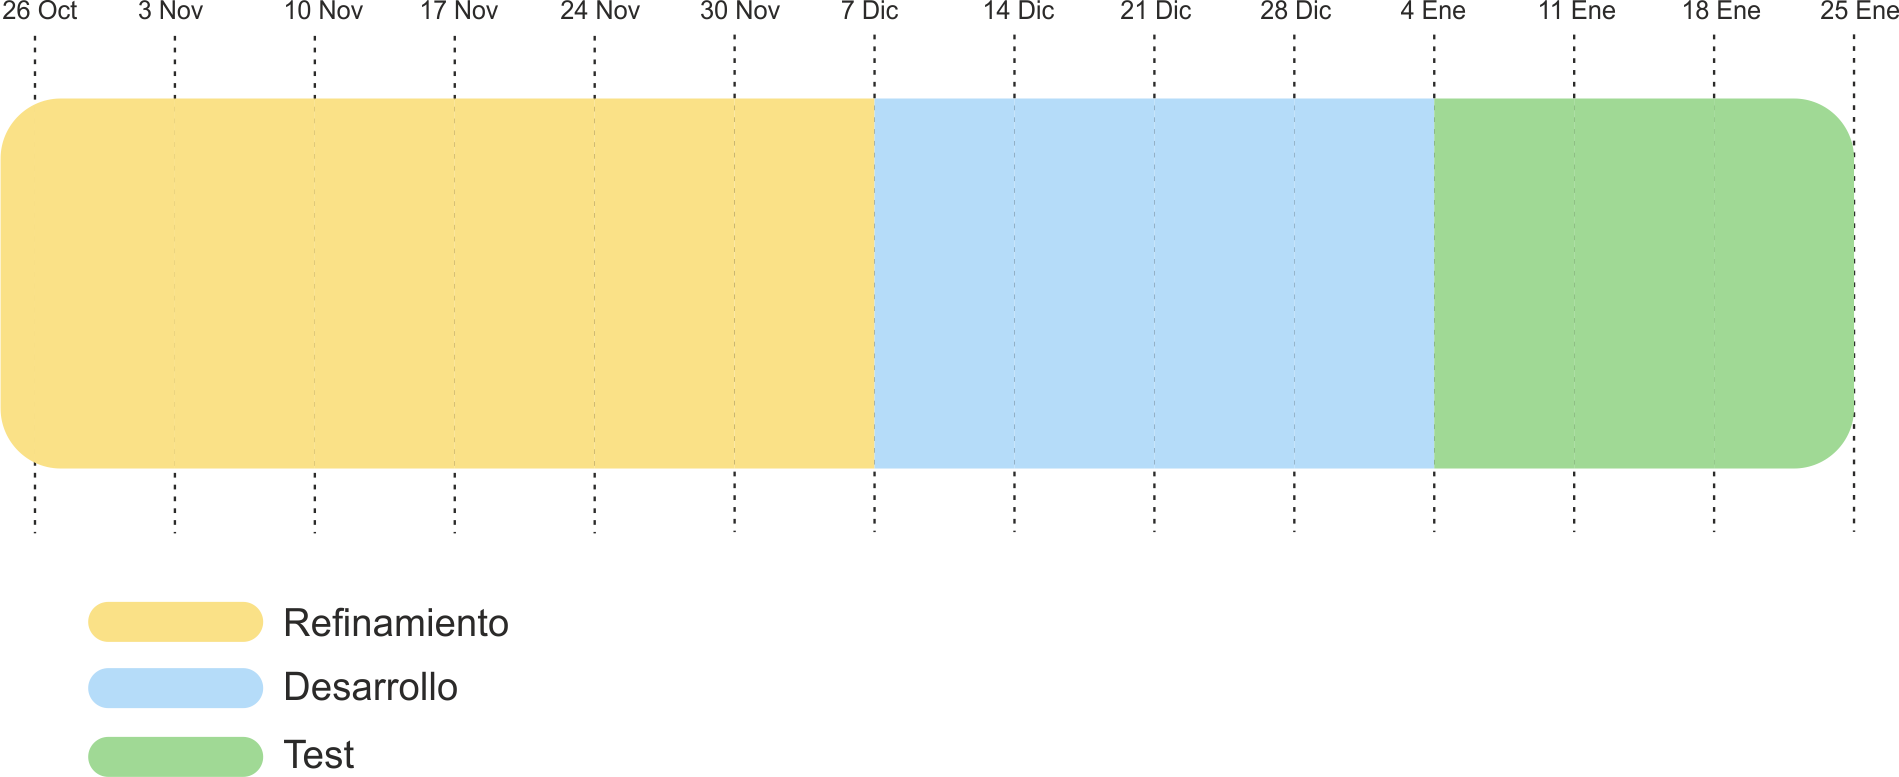 26 Oct 3 Nov 10 Nov 17 Nov 24 Nov 30 Nov 7 Dic 14 Dic 21 Dic 28 Dic 4 Ene 11 Ene 18 Ene 25 Ene
Refinamiento
Desarrollo
Test